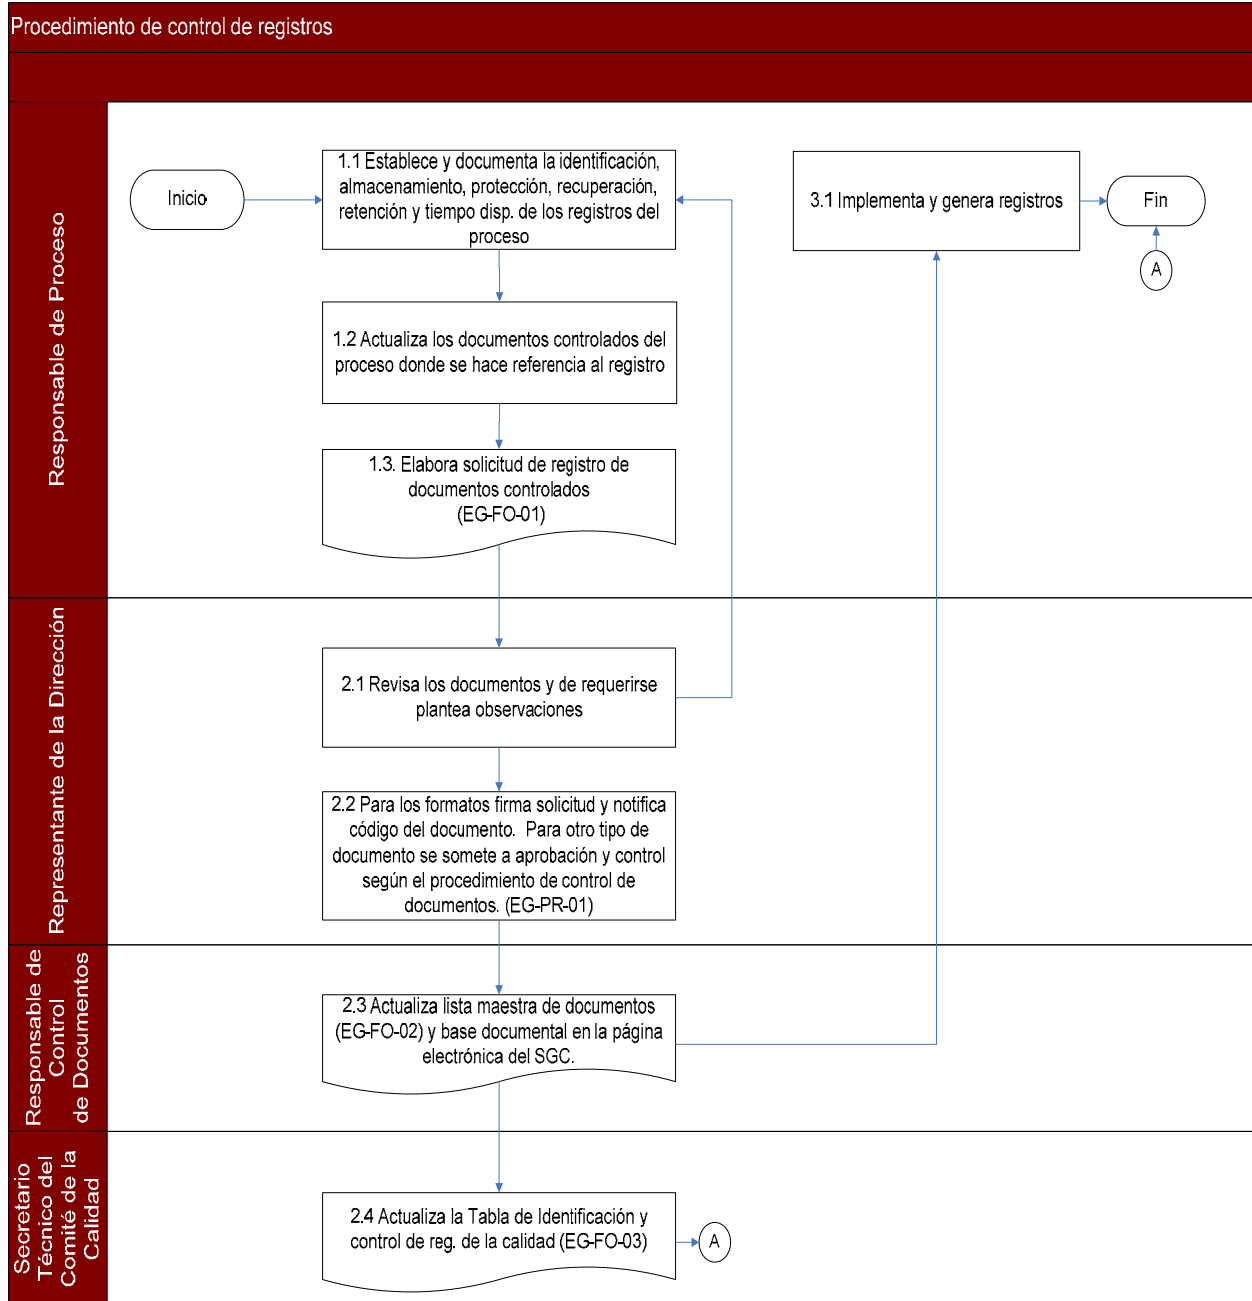 Procedimiento de control de registros
Responsable de Proceso
Inicio
1.1 Establece y documenta la identificación,
almacenamiento, protección, recuperación,
retención y tiempo disp. de los registros del
proceso
3.1 Implementa y genera registros
Fin
A
1.2 Actualiza los documentos controlados del
proceso donde se hace referencia al registro
1.3. Elabora solicitud de registro de
documentos controlados
(EG-FO-01)
Representante de la Dirección
2.1 Revisa los documentos y de requerirse
plantea observaciones
2.2 Para los formatos firma solicitud y notifica
código del documento. Para otro tipo de
documento se somete a aprobación y control
según el procedimiento de control de
documentos. (EG-PR-01)
Responsable de
Control
de Documentos
2.3 Actualiza lista maestra de documentos
(EG-FO-02) y base documental en la página
electrónica del SGC.
Secretario
Técnico del
Comité de la
Calidad
2.4 Actualiza la Tabla de Identificación y
control de reg. de la calidad (EG-FO-03)
A